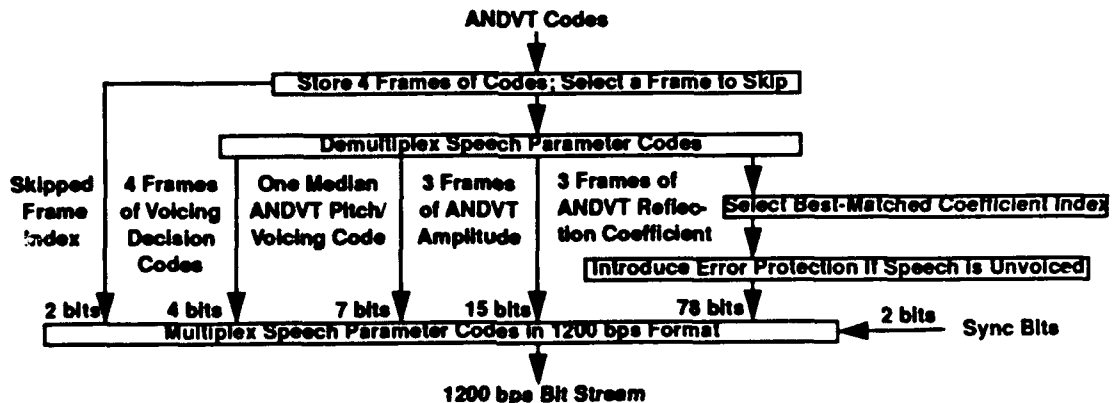 ANDVT Codes
Store 4 Frames of Codes; Select a Frame to Skip
Demultiplex Speech Parameter Codes
Skipped
Frame
Index
4 Frames
of Voicing
Decision
Codes
One Median
ANDVT Pitch/
Voicing Code
3 Frames
of ANDVT
Amplitude
3 Frames of
ANDVT Reflec-
tion Coefficient
Select Best-Matched Coefficient Index
Introduce Error Protection if Speech is Unvoiced
2 bits
4 bits
7 bits
15 bits
78 bits
Multiplex Speech Parameter Codes in 1200 bps Format
2 bits
Sync Bits
1200 bps Bit Stream